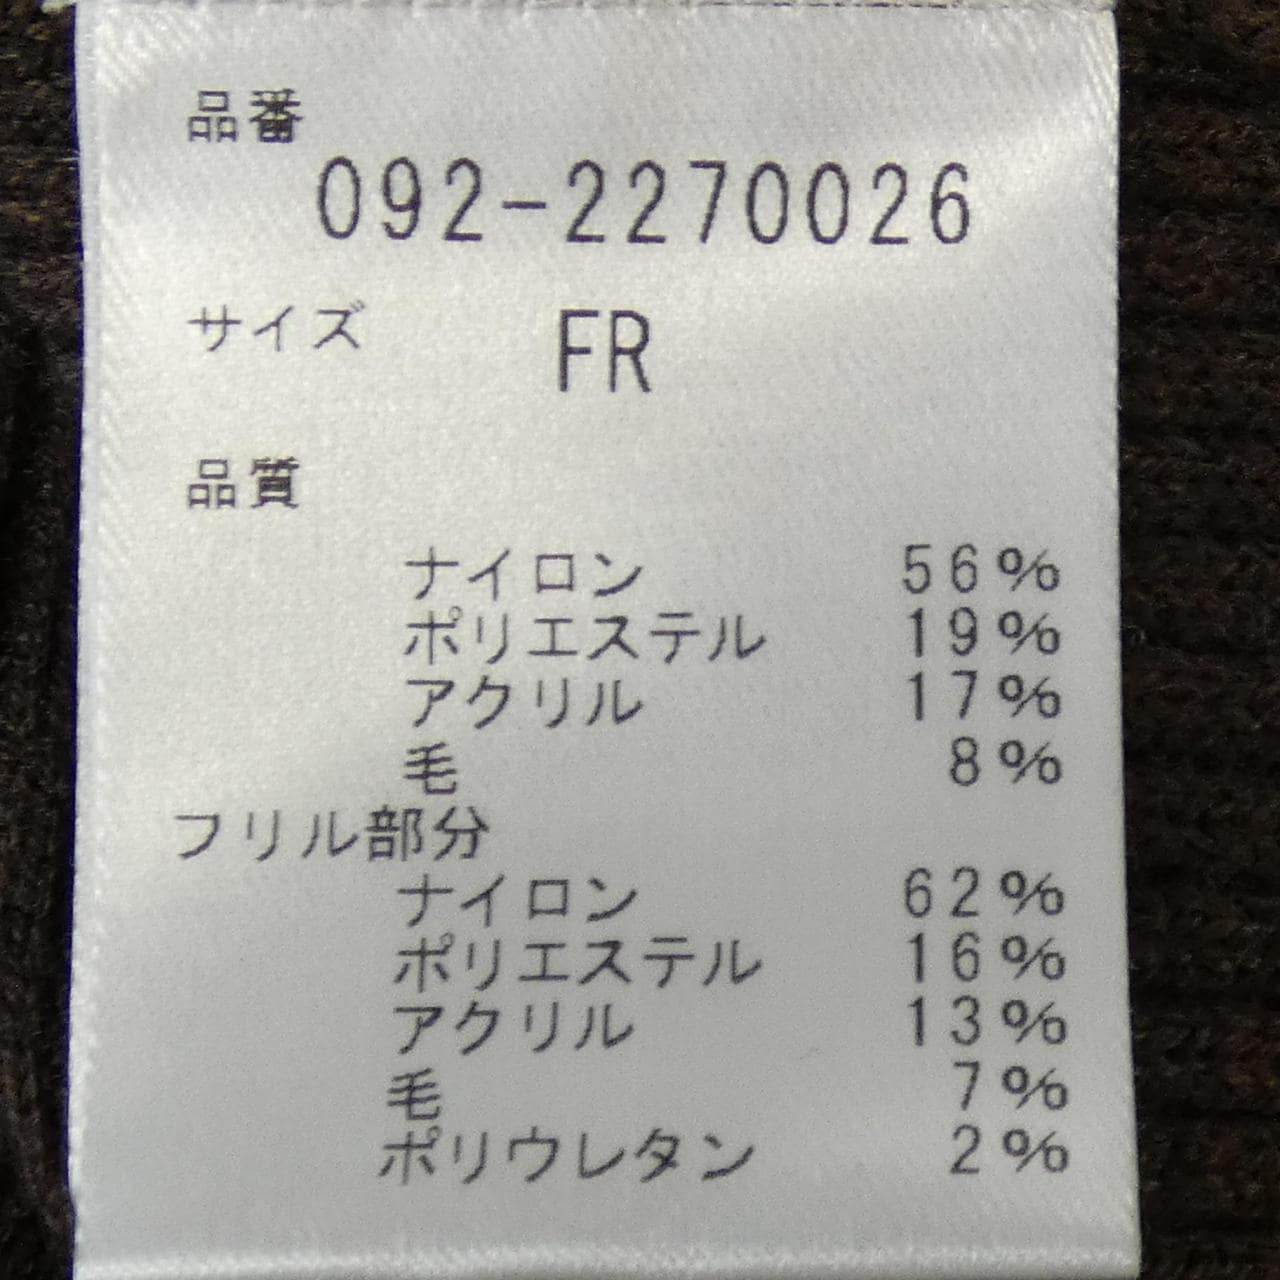 品番
092-2270026
サイズ FR
品質
ナイロン 56%
ポリエステル 19%
アクリル 17%
毛 8%
フリル部分
ナイロン 62%
ポリエステル 16%
アクリル 13%
毛 7%
ポリウレタン 2%